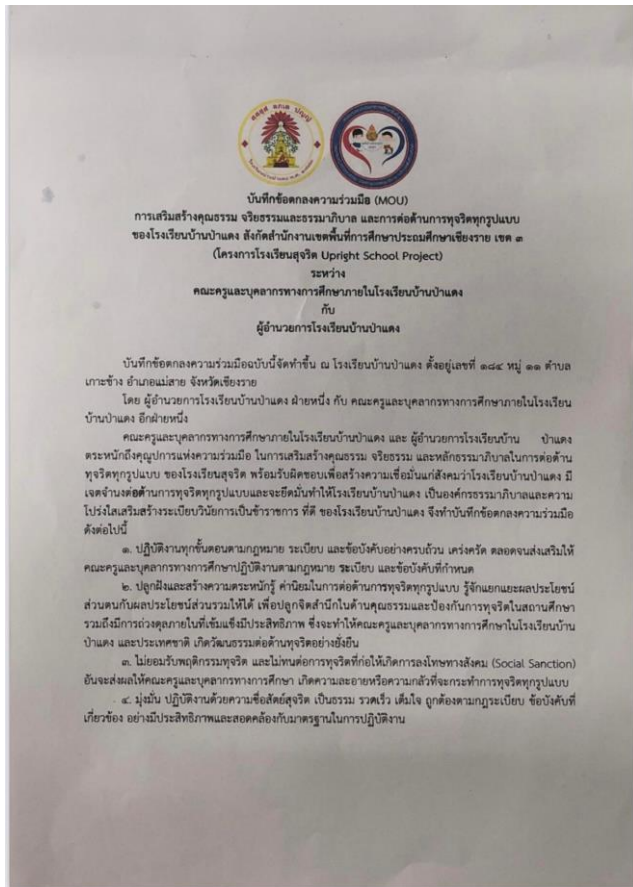 สจฺจํ เว อมตา วาจา
บันทึกข้อตกลงความร่วมมือ (MOU)
การเสริมสร้างคุณธรรม จริยธรรมและธรรมาภิบาล และการต่อต้านการทุจริตทุกรูปแบบ
ของโรงเรียนบ้านป่าแดง สังกัดสำนักงานเขตพื้นที่การศึกษาประถมศึกษาเชียงราย เขต ๓
(โครงการโรงเรียนสุจริต Upright School Project)
ระหว่าง
คณะครูและบุคลากรทางการศึกษาภายในโรงเรียนบ้านป่าแดง
กับ
ผู้อำนวยการโรงเรียนบ้านป่าแดง
บันทึกข้อตกลงความร่วมมือฉบับนี้จัดทำขึ้น ณ โรงเรียนบ้านป่าแดง ตั้งอยู่เลขที่ ๑๘๔ หมู่ ๑๑ ตำบล
เกาะช้าง อำเภอแม่สาย จังหวัดเชียงราย
โดย ผู้อำนวยการโรงเรียนบ้านป่าแดง ฝ่ายหนึ่ง กับ คณะครูและบุคลากรทางการศึกษาภายในโรงเรียน
บ้านป่าแดง อีกฝ่ายหนึ่ง
คณะครูและบุคลากรทางการศึกษาภายในโรงเรียนบ้านป่าแดง และ ผู้อำนวยการโรงเรียนบ้าน ป่าแดง
ตระหนักถึงคุณูปการแห่งความร่วมมือ ในการเสริมสร้างคุณธรรม จริยธรรม และหลักธรรมาภิบาลในการต่อต้าน
ทุจริตทุกรูปแบบ ของโรงเรียนสุจริต พร้อมรับผิดชอบเพื่อสร้างความเชื่อมั่นแก่สังคมว่าโรงเรียนบ้านป่าแดง มี
เจตจำนงต่อต้านการทุจริตทุกรูปแบบและจะยึดมั่นทำให้โรงเรียนบ้านป่าแดง เป็นองค์กรธรรมาภิบาลและความ
โปร่งใสเสริมสร้างระเบียบวินัยการเป็นข้าราชการ ที่ดี ของโรงเรียนบ้านป่าแดง จึงทำบันทึกข้อตกลงความร่วมมือ
ดังต่อไปนี้
๑. ปฏิบัติงานทุกขั้นตอนตามกฎหมาย ระเบียบ และข้อบังคับอย่างครบถ้วน เคร่งครัด ตลอดจนส่งเสริมให้
คณะครูและบุคลากรทางการศึกษาปฏิบัติงานตามกฎหมาย ระเบียบ และข้อบังคับที่กำหนด
๒. ปลูกฝังและสร้างความตระหนักรู้ ค่านิยมในการต่อต้านการทุจริตทุกรูปแบบ รู้จักแยกแยะผลประโยชน์
ส่วนตนกับผลประโยชน์ส่วนรวมให้ได้ เพื่อปลูกจิตสำนึกในด้านคุณธรรมและป้องกันการทุจริตในสถานศึกษา
รวมถึงมีการถ่วงดุลภายในที่เข้มแข็งมีประสิทธิภาพ ซึ่งจะทำให้คณะครูและบุคลากรทางการศึกษาในโรงเรียนบ้าน
ป่าแดง และประเทศชาติ เกิดวัฒนธรรมต่อต้านทุจริตอย่างยั่งยืน
๓. ไม่ยอมรับพฤติกรรมทุจริต และไม่ทนต่อการทุจริตที่ก่อให้เกิดการลงโทษทางสังคม (Social Sanction)
อันจะส่งผลให้คณะครูและบุคลากรทางการศึกษา เกิดความละอายหรือความกลัวที่จะกระทำการทุจริตทุกรูปแบบ
๔. มุ่งมั่น ปฏิบัติงานด้วยความซื่อสัตย์สุจริต เป็นธรรม รวดเร็ว เต็มใจ ถูกต้องตามกฎระเบียบ ข้อบังคับที่
เกี่ยวข้อง อย่างมีประสิทธิภาพและสอดคล้องกับมาตรฐานในการปฏิบัติงาน